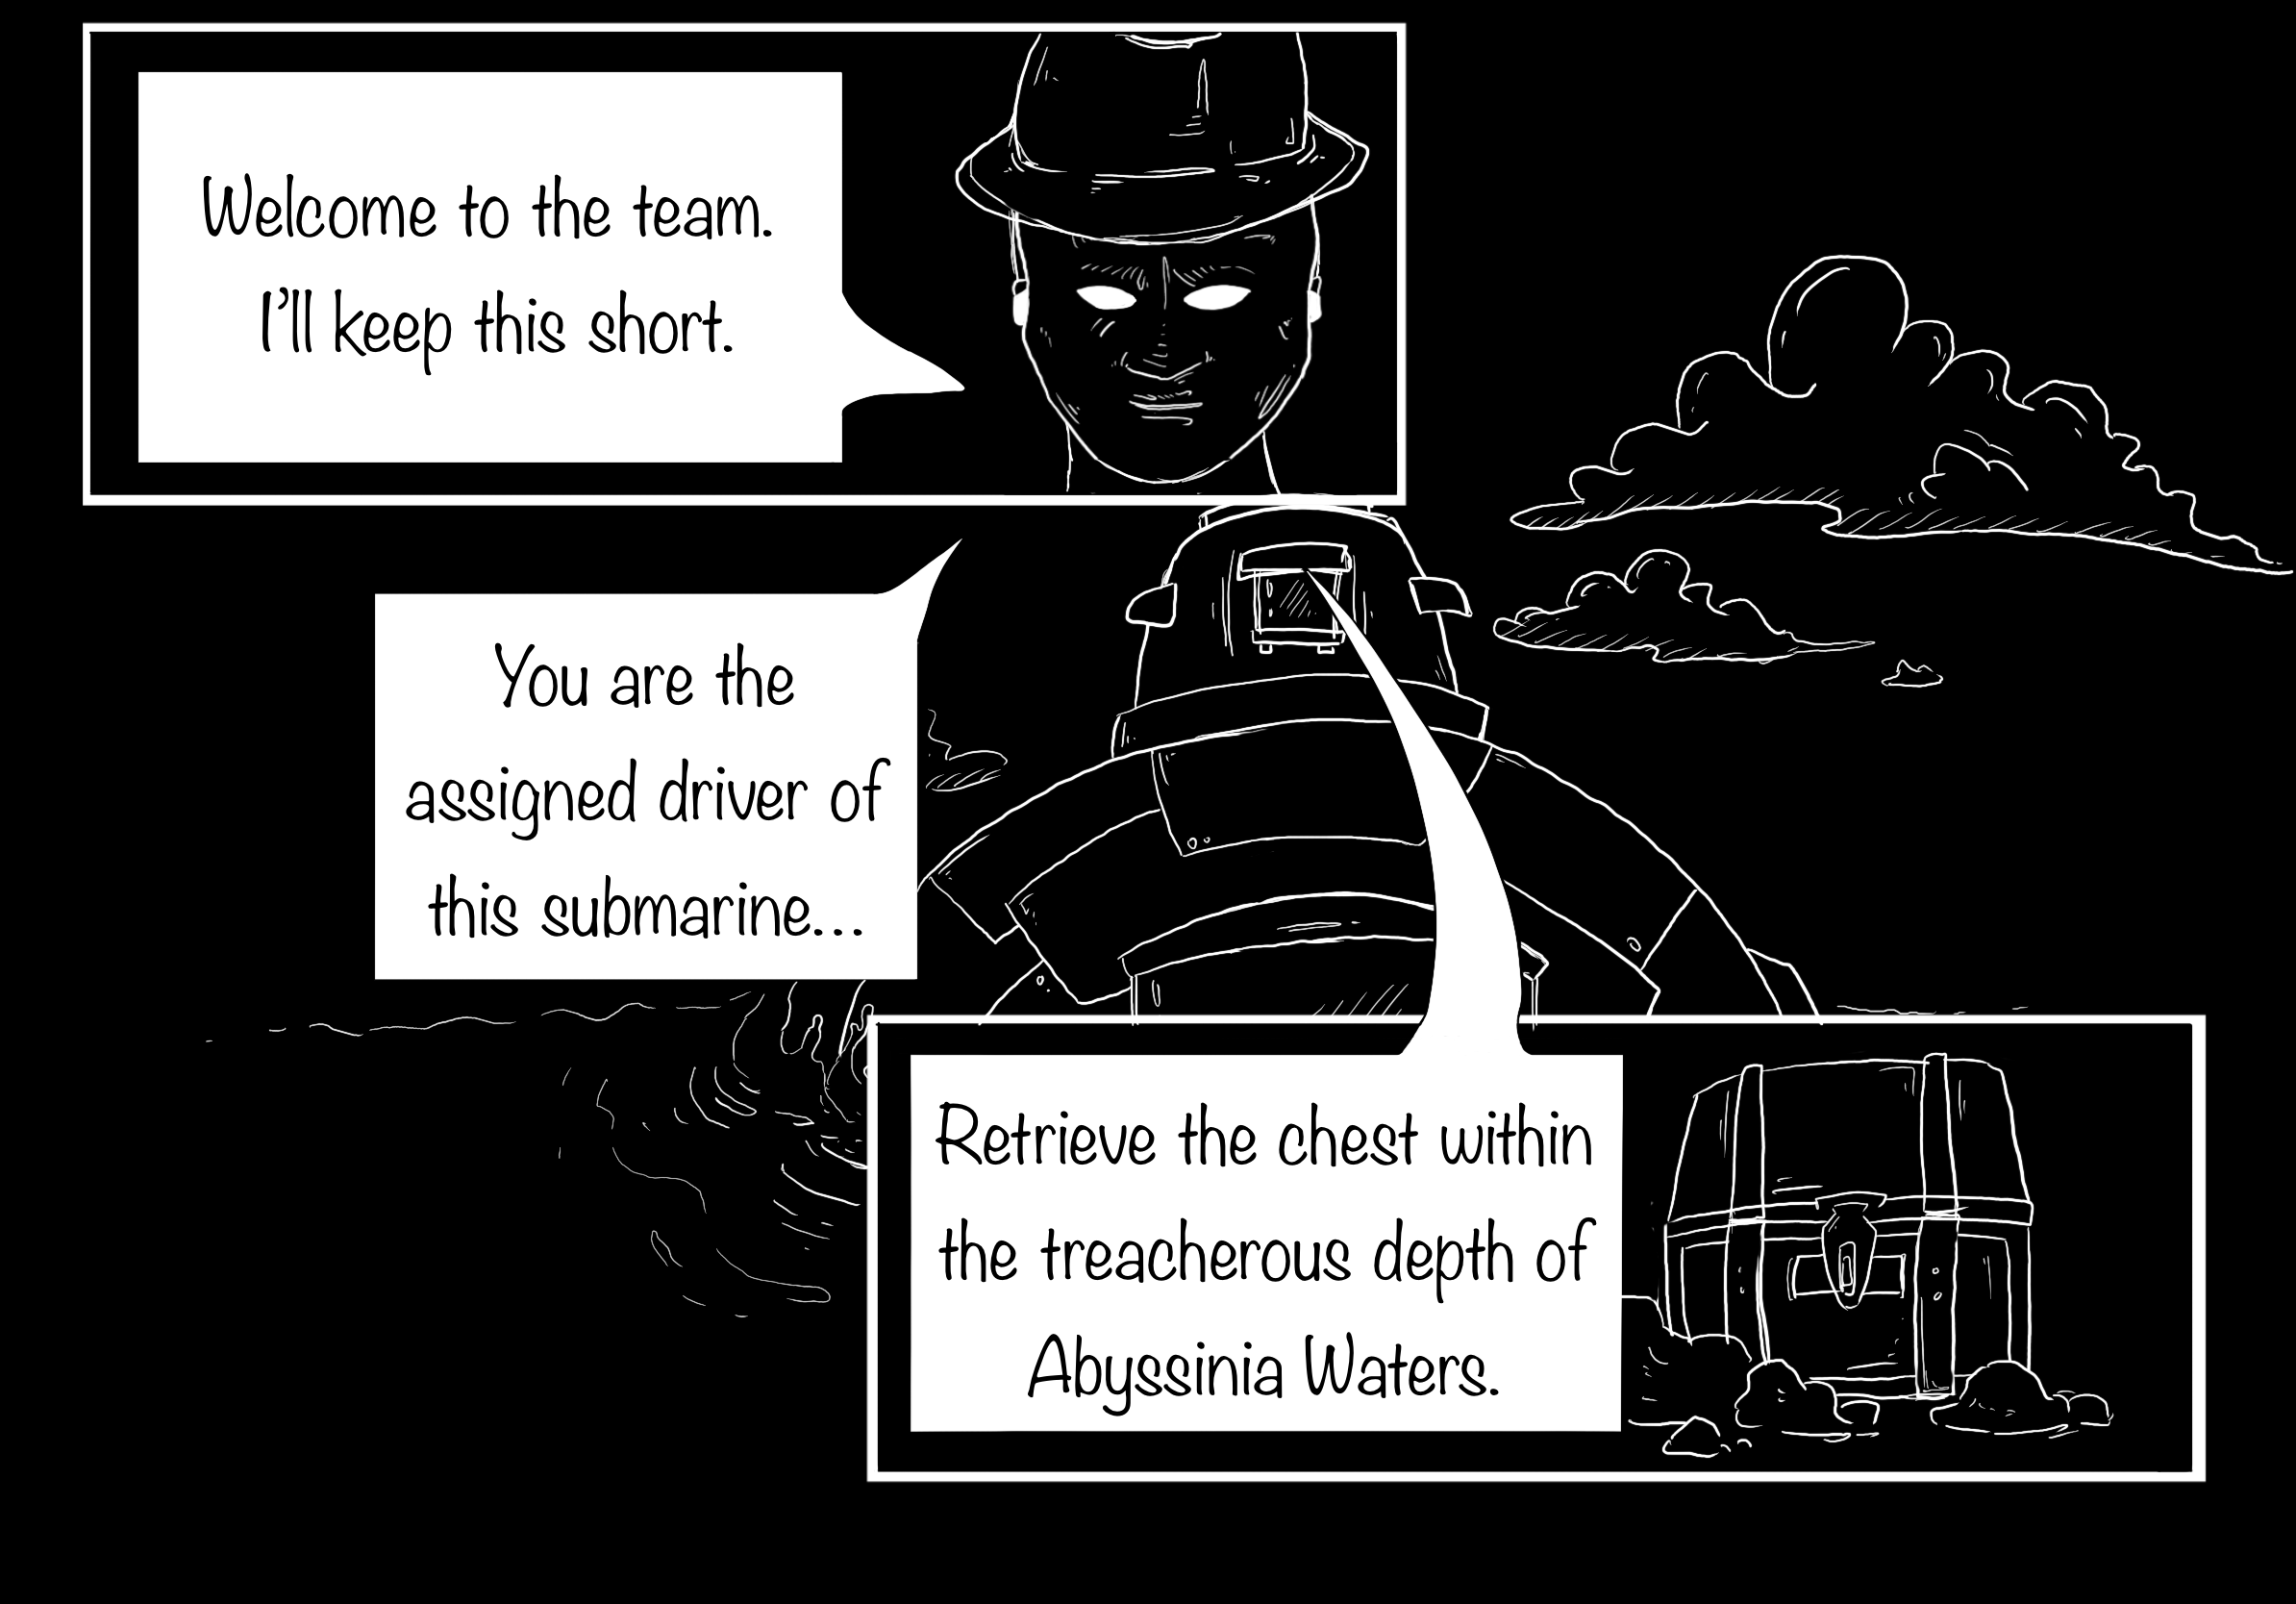 Welcome to the team.
I'll keep this short.
You are the
assigned driver of
this submarine...
Retrieve the chest within
the treacherous depth of
Abyssinia Waters.